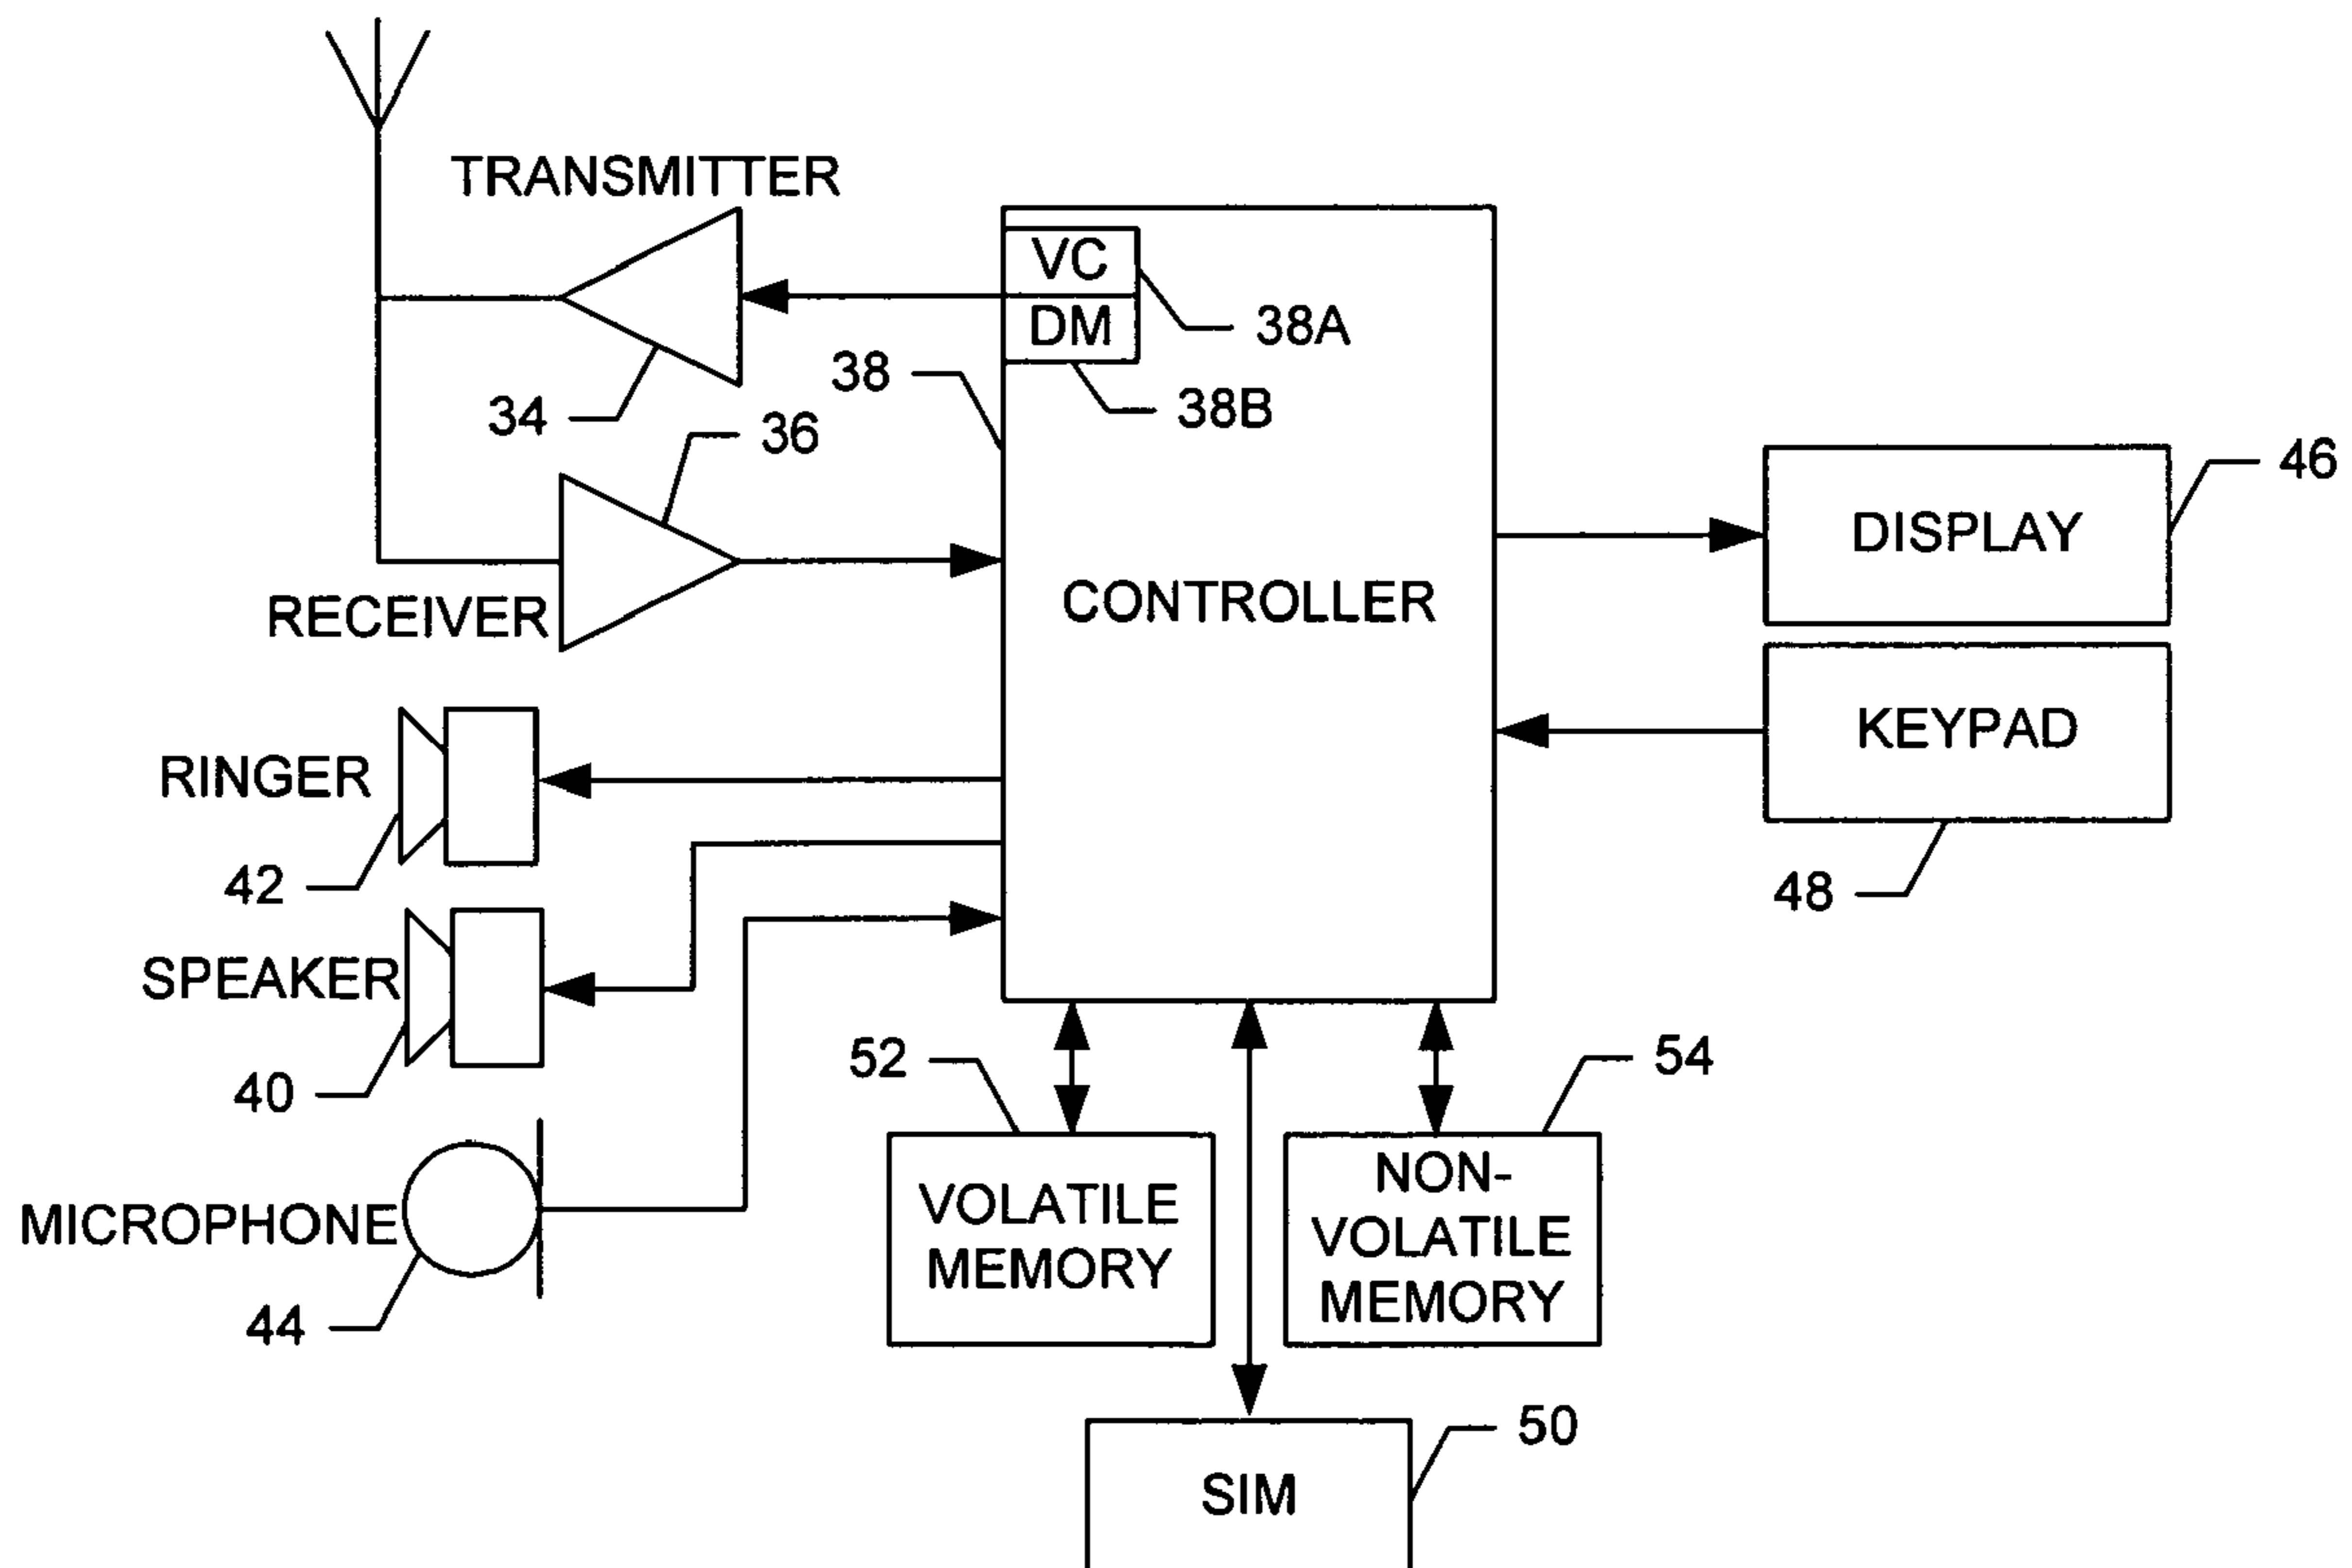 TRANSMITTER
VC
DM
38A
38
38B
34
36
46
DISPLAY
CONTROLLER
RECEIVER
KEYPAD
RINGER
42
48
SPEAKER
40
52
54
MICROPHONE
44
VOLATILE
MEMORY
NON-
VOLATILE
MEMORY
50
SIM